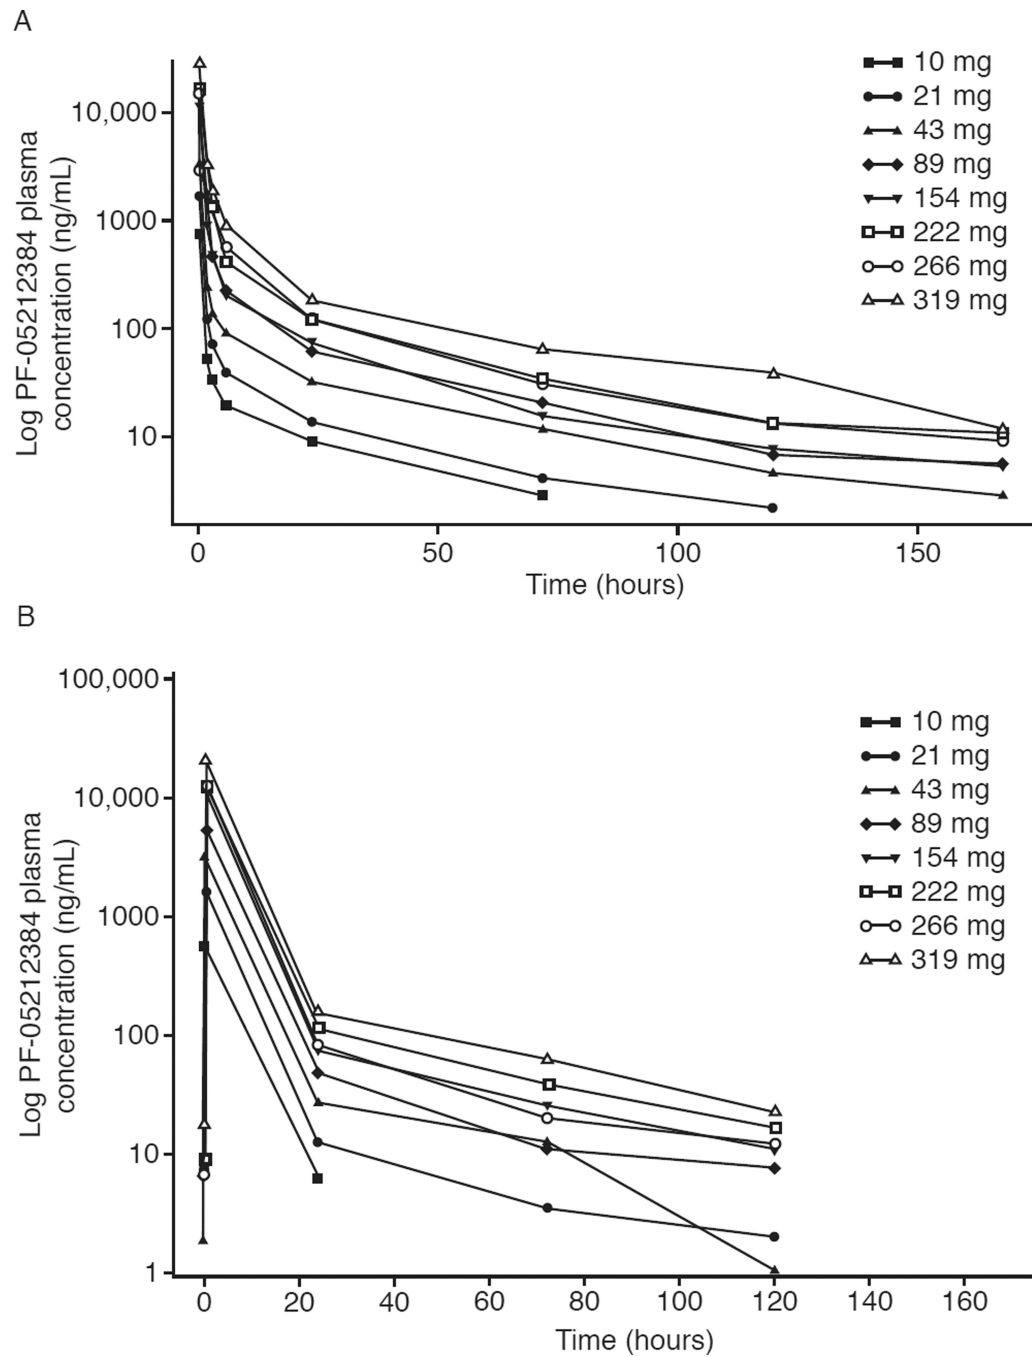 A
Log PF-05212384 plasma
concentration (ng/mL)
10,000
1000
100
10
0
50
100
150
Time (hours)
10 mg
21 mg
43 mg
89 mg
154 mg
222 mg
266 mg
319 mg
B
Log PF-05212384 plasma
concentration (ng/mL)
100,000
10,000
1000
100
10
1
0
20
40
60
80
100
120
140
160
Time (hours)
10 mg
21 mg
43 mg
89 mg
154 mg
222 mg
266 mg
319 mg